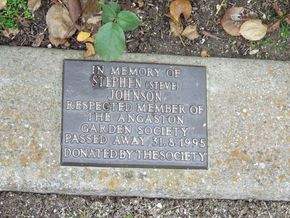 IN MEMORY OF
STEPHEN (STEVE)
JOHNSON
RESPECTED MEMBER OF
THE ANGASTON
GARDEN SOCIETY
PASSED AWAY 31.8.1995
DONATED BY THE SOCIETY